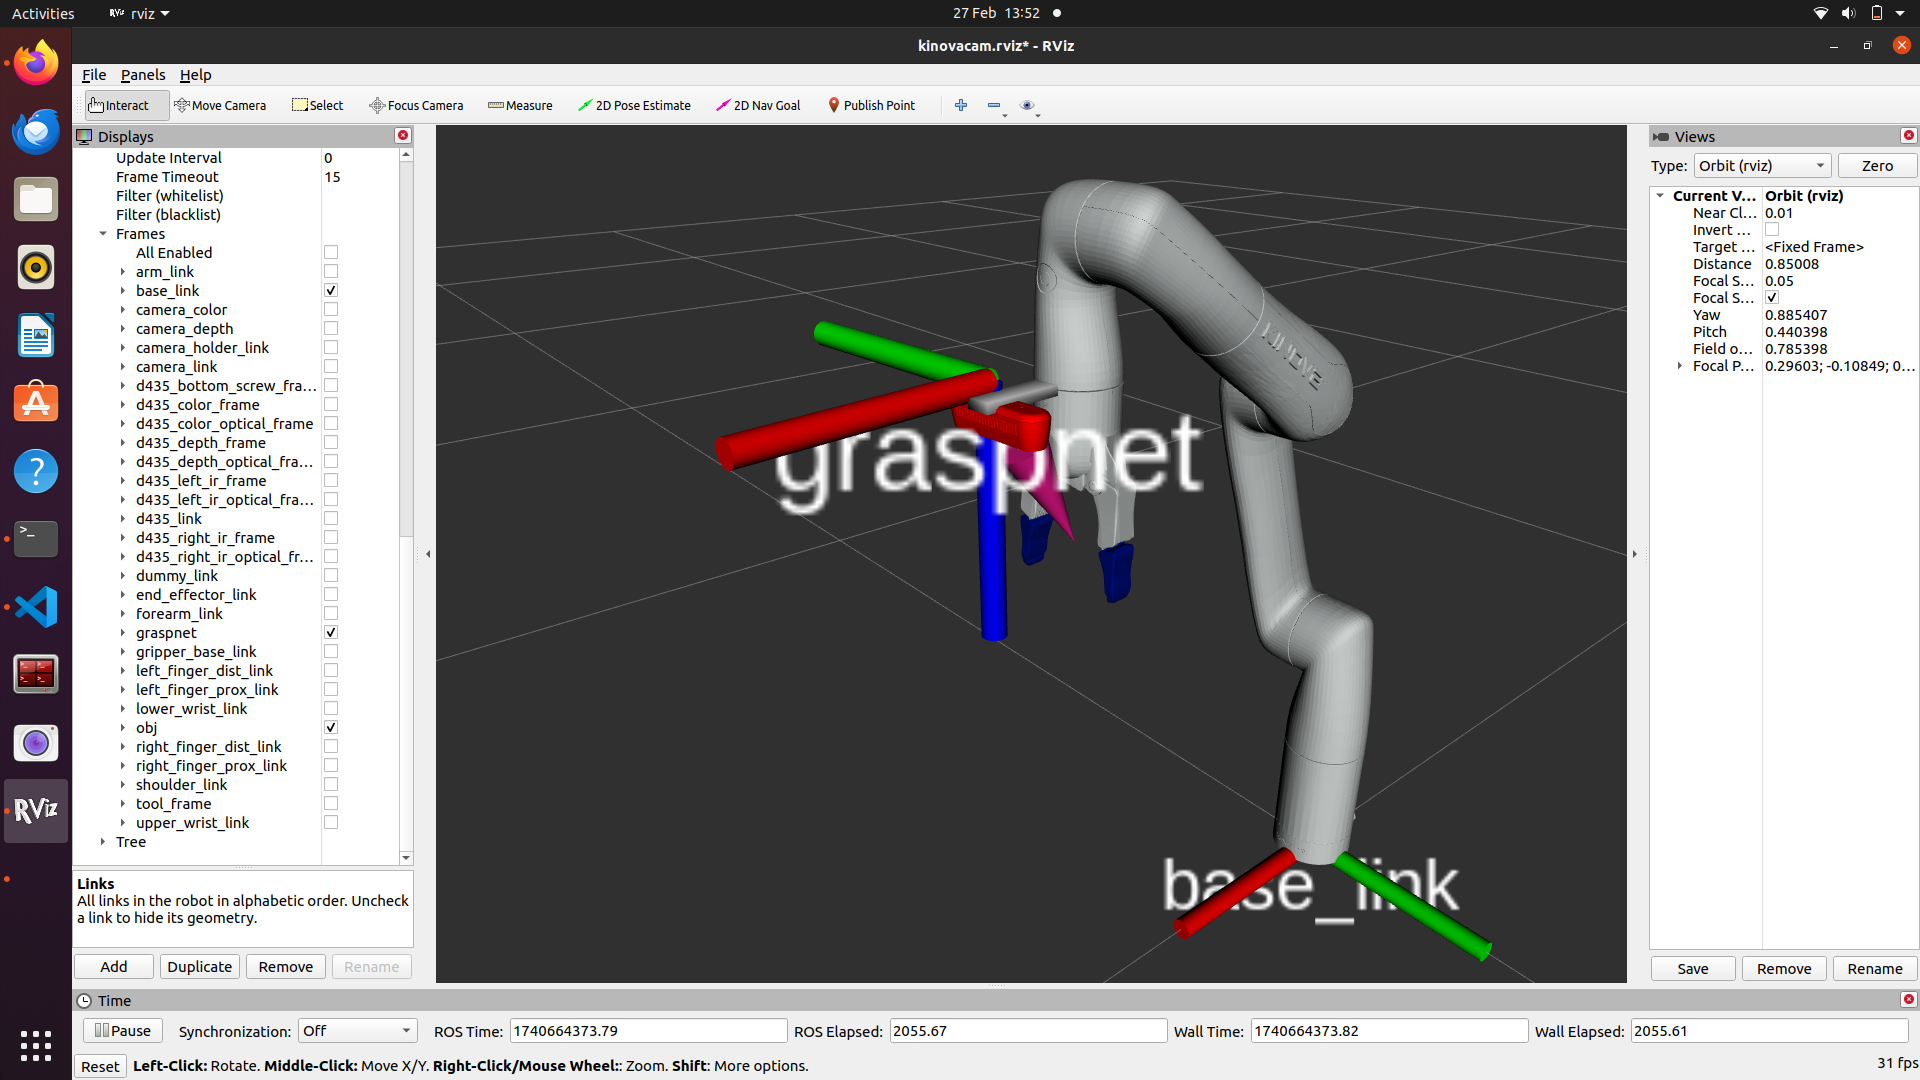 Activities
rviz
27 Feb 13:52
kinovacam.rviz* - RViz
File Panels Help
Interact
Move Camera
Select
Focus Camera
Measure
2D Pose Estimate
2D Nav Goal
Publish Point
Displays
Update Interval 0
Frame Timeout 15
Filter (whitelist)
Filter (blacklist)
Frames
All Enabled
arm_link
base_link
camera_color
camera_depth
camera_holder_link
camera_link
d435_bottom_screw_fra...
d435_color_frame
d435_color_optical_frame
d435_depth_frame
d435_depth_optical_fra...
d435_left_ir_frame
d435_left_ir_optical_fra...
d435_link
d435_right_ir_frame
d435_right_ir_optical_fr...
dummy_link
end_effector_link
forearm_link
graspnet
gripper_base_link
left_finger_dist_link
left_finger_prox_link
lower_wrist_link
obj
right_finger_dist_link
right_finger_prox_link
shoulder_link
tool_frame
upper_wrist_link
Tree
Links
All links in the robot in alphabetic order. Uncheck
a link to hide its geometry.
Add Duplicate Remove Rename
RViz
KINOVE
graspnet
base_link
Views
Type: Orbit (rviz) Zero
Current V... Orbit (rviz)
Near Cl... 0.01
Invert ...
Target ... <Fixed Frame>
Distance 0.85008
Focal S... 0.05
Focal S...
Yaw 0.885407
Pitch 0.440398
Field o... 0.785398
Focal P... 0.29603; -0.10849; 0...
Save Remove Rename
Time
Pause Synchronization: Off ROS Time: 1740664373.79 ROS Elapsed: 2055.67 Wall Time: 1740664373.82 Wall Elapsed: 2055.61
Reset Left-Click: Rotate. Middle-Click: Move X/Y. Right-Click/Mouse Wheel:: Zoom. Shift: More options. 31 fps